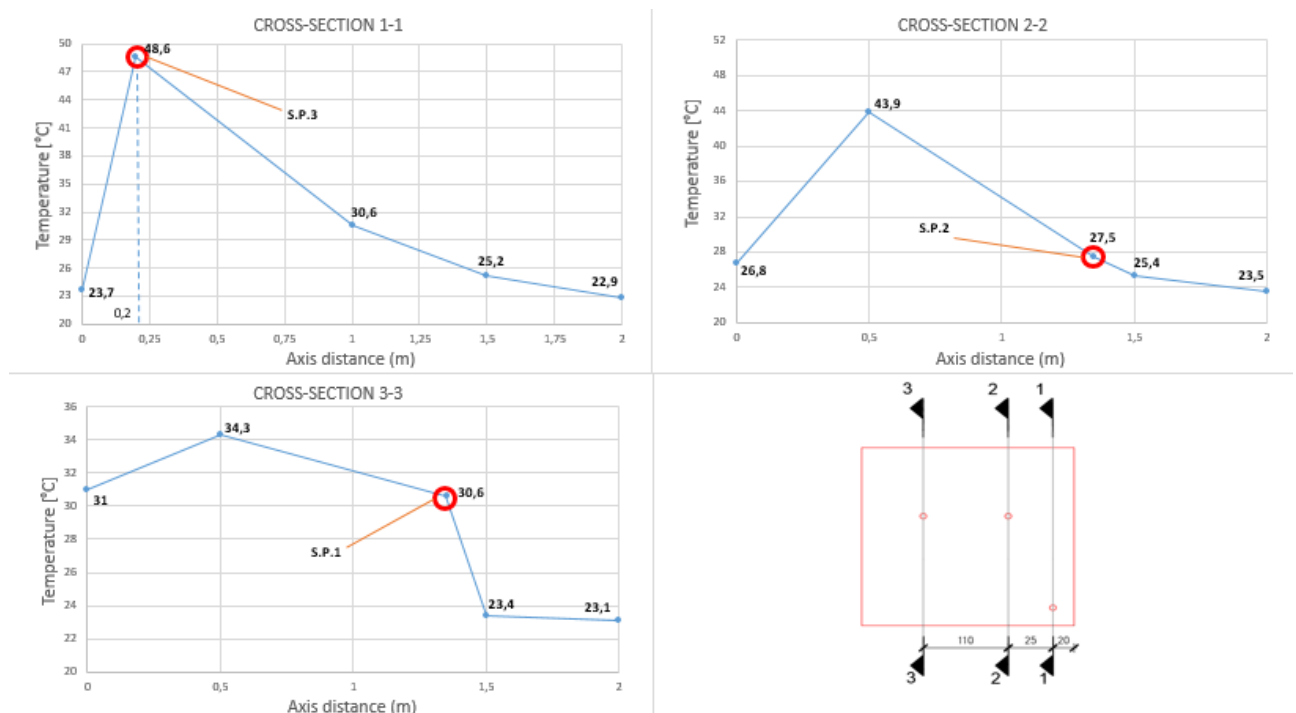 CROSS-SECTION 1-1
Temperature [°C]
50
47
44
41
38
35
32
29
26
23
20
48,6
S.P.3
30,6
25,2
22,9
23,7
0,2
0 0,25 0,5 0,75 1 1,25 1,5 1,75 2
Axis distance (m)
CROSS-SECTION 2-2
Temperature [°C]
52
48
44
40
36
32
28
24
20
43,9
S.P.2
27,5
26,8
25,4
23,5
0 0,5 1 1,5 2
Axis distance (m)
CROSS-SECTION 3-3
Temperature [°C]
36
34
32
30
28
26
24
22
20
34,3
31
30,6
S.P.1
23,4
23,1
0 0,5 1 1,5 2
Axis distance (m)
3 2 1
110 25 20
3 2 1